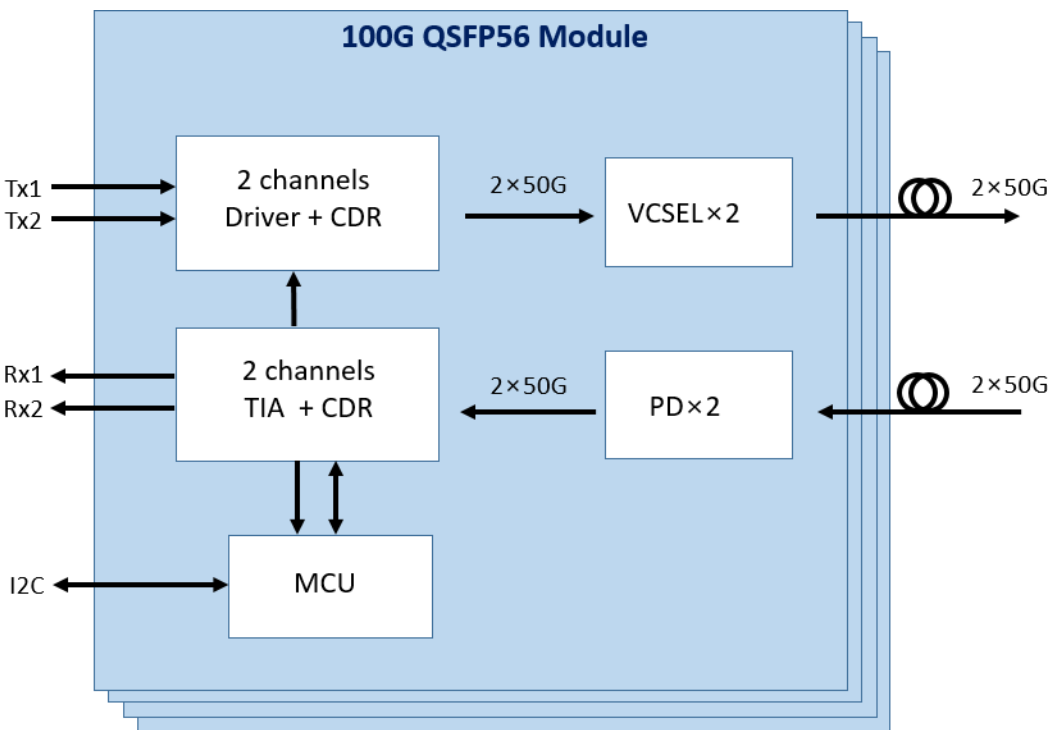 100G QSFP56 Module
Tx1
Tx2
2 channels
Driver + CDR
2×50G
VCSEL×2
2×50G
Rx1
Rx2
2 channels
TIA + CDR
2×50G
PD×2
2×50G
I2C
MCU